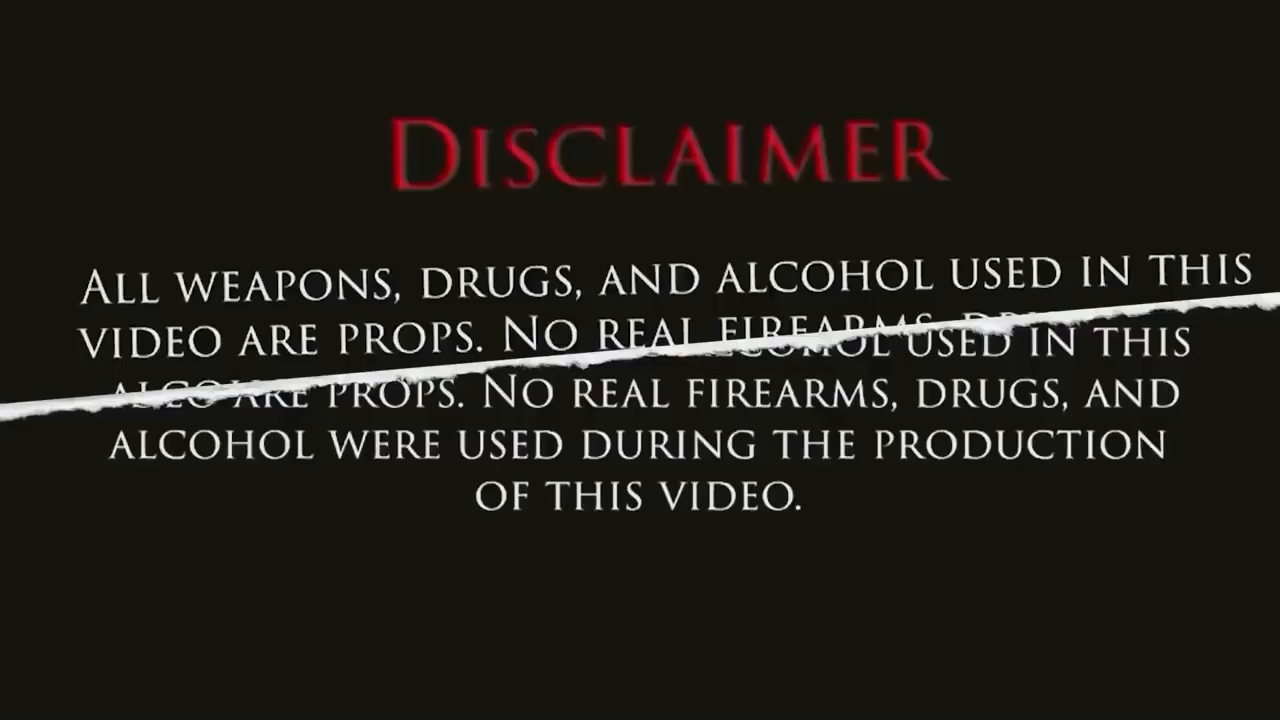 DISCLAIMER
ALL WEAPONS, DRUGS, AND ALCOHOL USED IN THIS
VIDEO ARE PROPS. NO REAL FIREARMS,
USED IN THIS
ARE PROPS. NO REAL FIREARMS, DRUGS, AND
ALCOHOL WERE USED DURING THE PRODUCTION
OF THIS VIDEO.